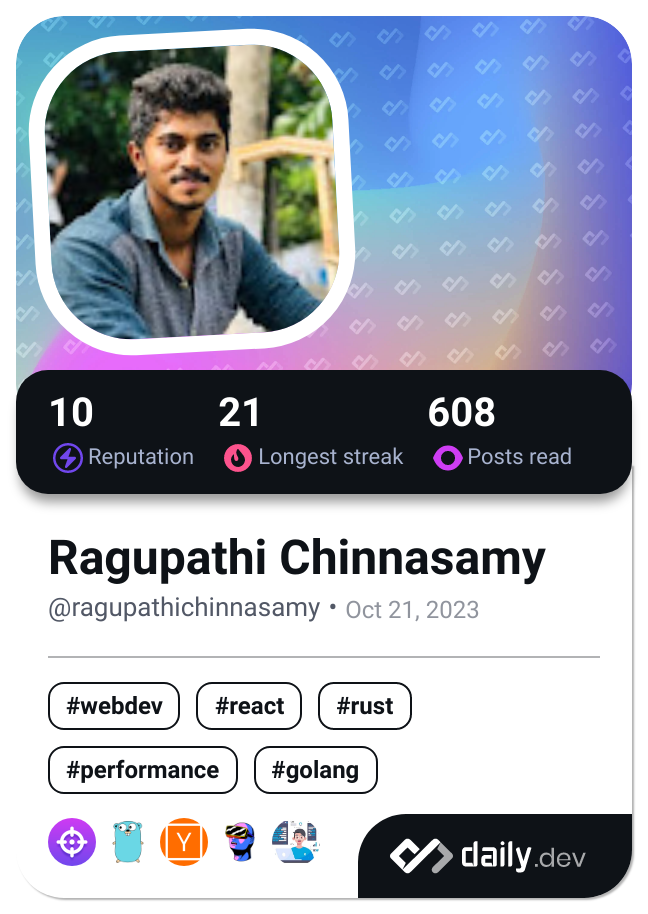 10 21 608
Reputation Longest streak Posts read
Ragupathi Chinnasamy
@ragupathichinnasamy • Oct 21, 2023
#webdev #react #rust
#performance #golang
Y
daily.dev